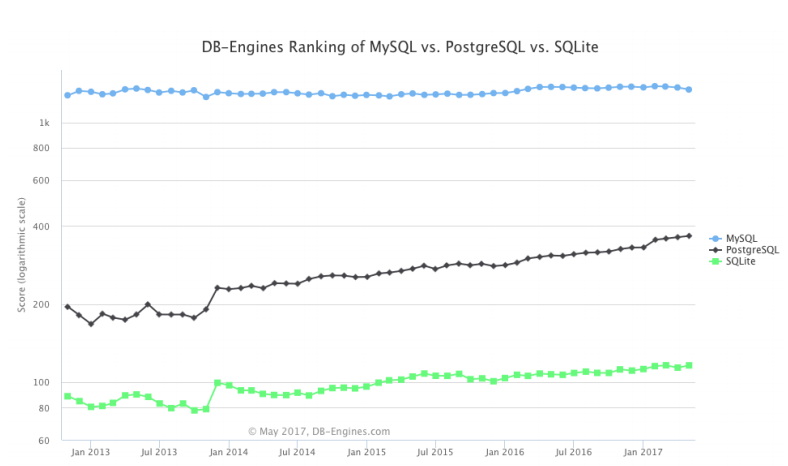 DB-Engines Ranking of MySQL vs. PostgreSQL vs. SQLite
Score (logarithmic scale)
1k
800
600
400
200
100
80
60
MySQL
PostgreSQL
SQLite
© May 2017, DB-Engines.com
Jan 2013 Jul 2013 Jan 2014 Jul 2014 Jan 2015 Jul 2015 Jan 2016 Jul 2016 Jan 2017